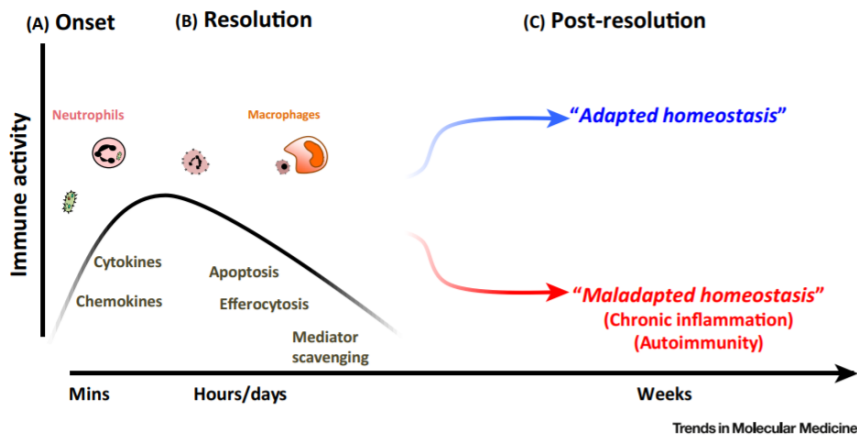 (A) Onset
(B) Resolution
(C) Post-resolution
Immune activity
Neutrophils
Macrophages
Cytokines
Chemokines
Apoptosis
Efferocytosis
Mediator
scavenging
“Adapted homeostasis”
“Maladapted homeostasis”
(Chronic inflammation)
(Autoimmunity)
Mins
Hours/days
Weeks
Trends in Molecular Medicine